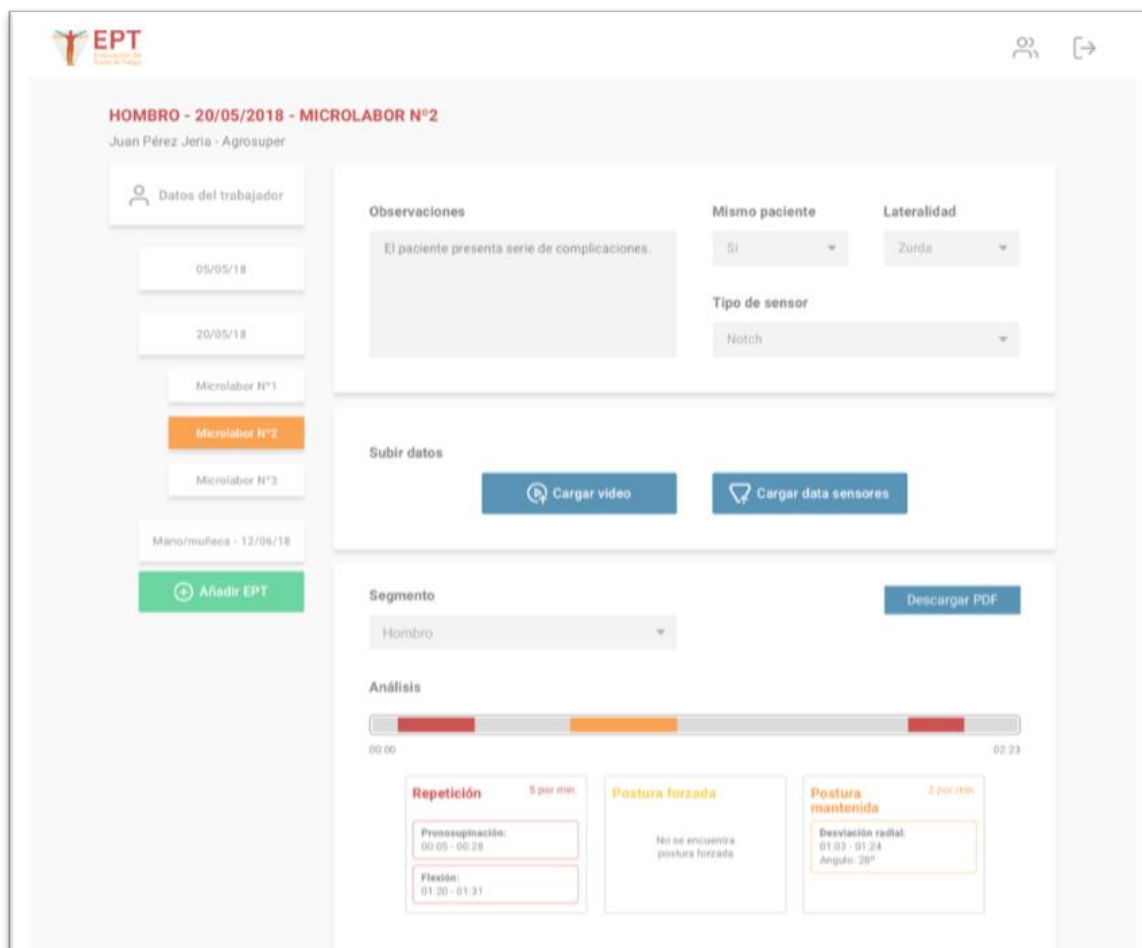 EPT
Evaluación de
Puesto de Trabajo
HOMBRO - 20/05/2018 - MICROLABOR Nº2
Juan Pérez Jeria - Agrosuper
Datos del trabajador
05/05/18
20/05/18
Microlabor Nº1
Microlabor Nº2
Microlabor Nº3
Mano/muñeca - 12/06/18
Añadir EPT
Observaciones
El paciente presenta serie de complicaciones.
Mismo paciente
Si
Lateralidad
Zurda
Tipo de sensor
Notch
Subir datos
Cargar video
Cargar data sensores
Segmento
Hombro
Descargar PDF
Análisis
00:00
02:23
Repetición
5 por min.
Pronosupinación:
00:05 - 00:28
Flexión:
01:20 - 01:31
Postura forzada
No se encuentra
postura forzada
Postura
mantenida
2 por min
Desviación radial:
01:03 - 01:24
Angulo: 28º